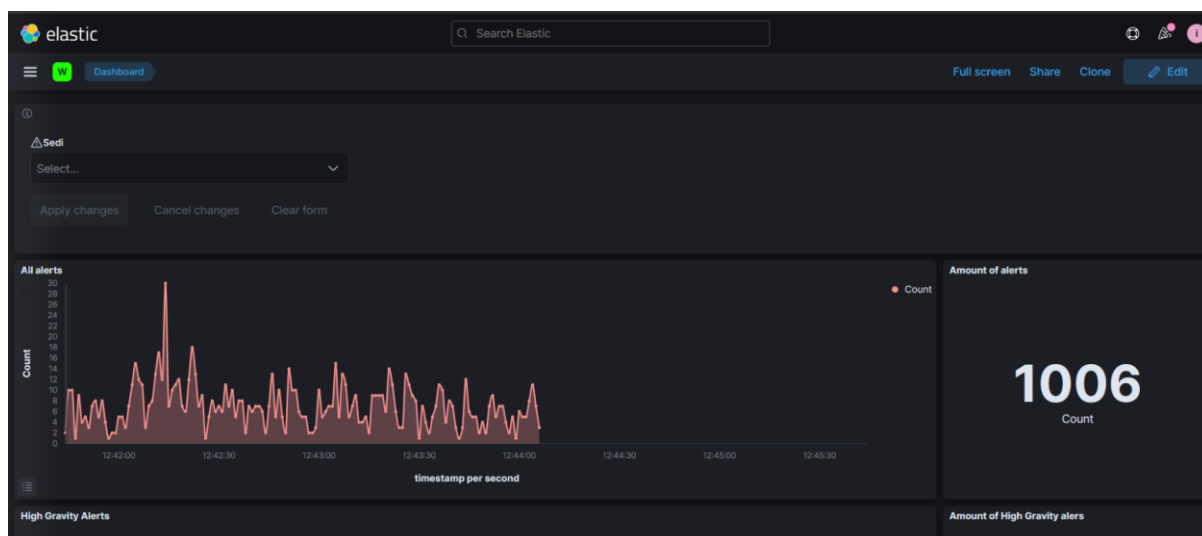 elastic
Search Elastic
i
W
Dashboard
Full screen
Share
Clone
Edit
Sedi
Select...
Apply changes
Cancel changes
Clear form
All alerts
30
28
26
24
22
20
18
16
14
12
10
8
6
4
2
0
Count
12:42:00
12:42:30
12:43:00
12:43:30
12:44:00
12:44:30
12:45:00
12:45:30
timestamp per second
Count
Amount of alerts
1006
Count
High Gravity Alerts
Amount of High Gravity alers